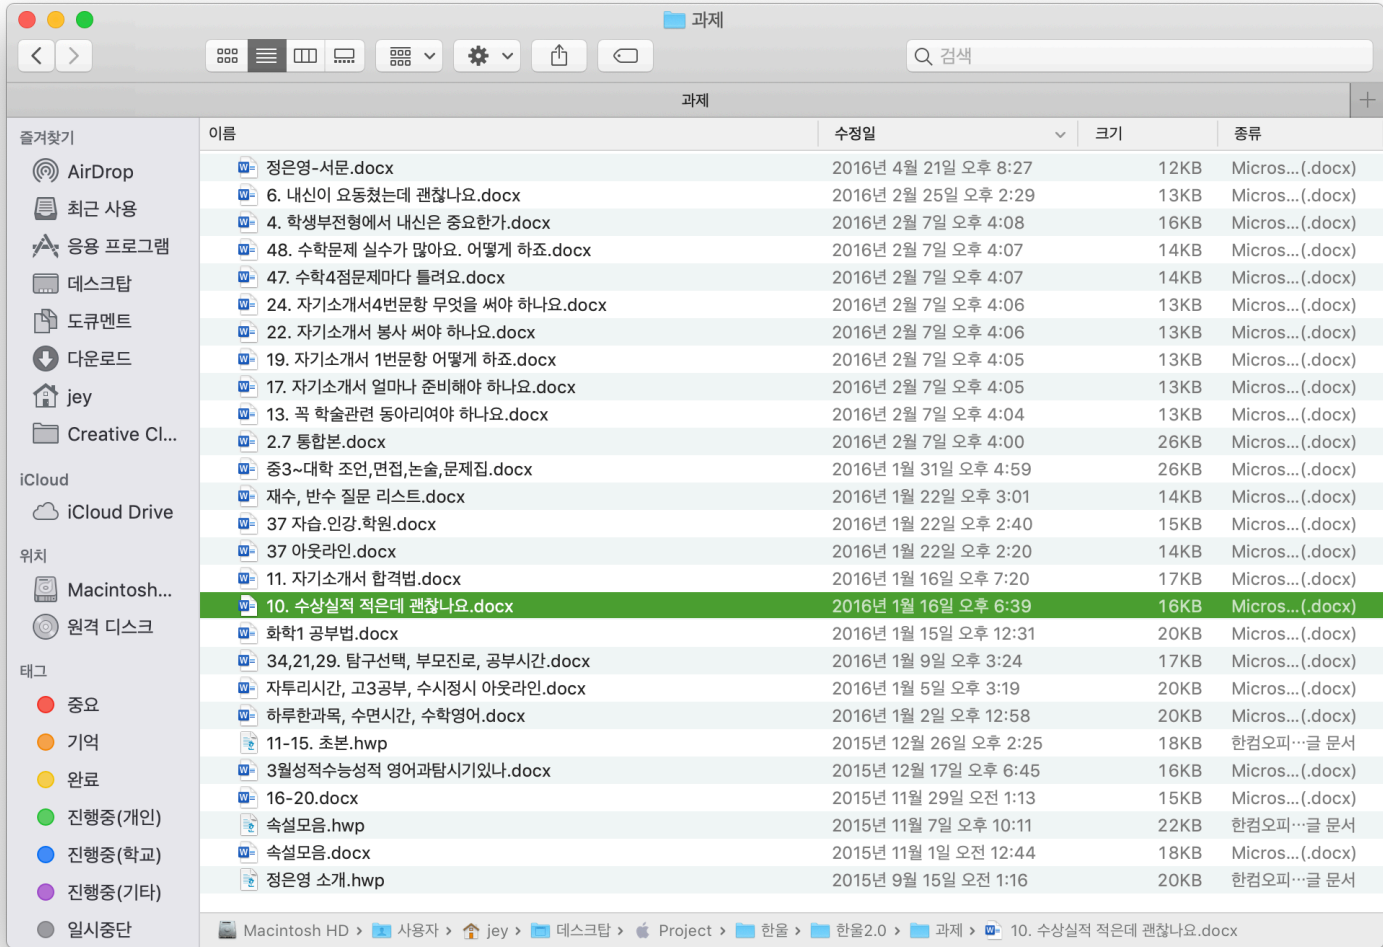 과제
검색
과제
이름 수정일 크기 종류
즐겨찾기
AirDrop
최근 사용
응용 프로그램
데스크탑
도큐멘트
다운로드
jey
Creative Cl...
iCloud
iCloud Drive
위치
Macintosh...
원격 디스크
태그
중요
기억
완료
진행중(개인)
진행중(학교)
진행중(기타)
일시중단
정은영-서문.docx 2016년 4월 21일 오후 8:27 12KB Micros...(.docx)
6. 내신이 요동쳤는데 괜찮나요.docx 2016년 2월 25일 오후 2:29 13KB Micros...(.docx)
4. 학생부전형에서 내신은 중요한가.docx 2016년 2월 7일 오후 4:08 16KB Micros...(.docx)
48. 수학문제 실수가 많아요. 어떻게 하죠.docx 2016년 2월 7일 오후 4:07 14KB Micros...(.docx)
47. 수학4점문제마다 틀려요.docx 2016년 2월 7일 오후 4:07 14KB Micros...(.docx)
24. 자기소개서4번문항 무엇을 써야 하나요.docx 2016년 2월 7일 오후 4:06 13KB Micros...(.docx)
22. 자기소개서 봉사 써야 하나요.docx 2016년 2월 7일 오후 4:06 13KB Micros...(.docx)
19. 자기소개서 1번문항 어떻게 하죠.docx 2016년 2월 7일 오후 4:05 13KB Micros...(.docx)
17. 자기소개서 얼마나 준비해야 하나요.docx 2016년 2월 7일 오후 4:05 13KB Micros...(.docx)
13. 꼭 학술관련 동아리여야 하나요.docx 2016년 2월 7일 오후 4:04 13KB Micros...(.docx)
2.7 통합본.docx 2016년 2월 7일 오후 4:00 26KB Micros...(.docx)
중3~대학 조언,면접,논술,문제집.docx 2016년 1월 31일 오후 4:59 26KB Micros...(.docx)
재수, 반수 질문 리스트.docx 2016년 1월 22일 오후 3:01 14KB Micros...(.docx)
37 자습.인강.학원.docx 2016년 1월 22일 오후 2:40 15KB Micros...(.docx)
37 아웃라인.docx 2016년 1월 22일 오후 2:20 14KB Micros...(.docx)
11. 자기소개서 합격법.docx 2016년 1월 16일 오후 7:20 17KB Micros...(.docx)
10. 수상실적 적은데 괜찮나요.docx 2016년 1월 16일 오후 6:39 16KB Micros...(.docx)
화학1 공부법.docx 2016년 1월 15일 오후 12:31 20KB Micros...(.docx)
34,21,29. 탐구선택, 부모진로, 공부시간.docx 2016년 1월 9일 오후 3:24 17KB Micros...(.docx)
자투리시간, 고3공부, 수시정시 아웃라인.docx 2016년 1월 5일 오후 3:19 20KB Micros...(.docx)
하루한과목, 수면시간, 수학영어.docx 2016년 1월 2일 오후 12:58 20KB Micros...(.docx)
11-15. 초본.hwp 2015년 12월 26일 오후 2:25 18KB 한컴오피···글 문서
3월성적수능성적 영어과탐시기있나.docx 2015년 12월 17일 오후 6:45 16KB Micros...(.docx)
16-20.docx 2015년 11월 29일 오전 1:13 15KB Micros...(.docx)
속설모음.hwp 2015년 11월 7일 오후 10:11 22KB 한컴오피···글 문서
속설모음.docx 2015년 11월 1일 오전 12:44 18KB Micros...(.docx)
정은영 소개.hwp 2015년 9월 15일 오전 1:16 20KB 한컴오피···글 문서
Macintosh HD › 사용자 › jey › 데스크탑 › Project › 한울 › 한울2.0 › 과제 › 10. 수상실적 적은데 괜찮나요.docx